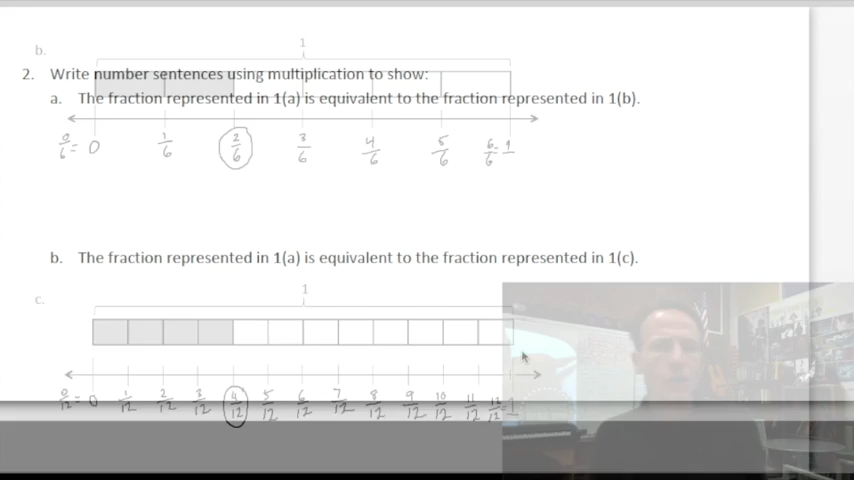 b.
1
2. Write number sentences using multiplication to show:
a. The fraction represented in 1(a) is equivalent to the fraction represented in 1(b).
0/6 = 0 1/6 2/6 3/6 4/6 5/6 6/6 = 1
b. The fraction represented in 1(a) is equivalent to the fraction represented in 1(c).
1
c.
0/12 = 0 1/12 2/12 3/12 4/12 5/12 6/12 7/12 8/12 9/12 10/12 11/12 12/12 = 1